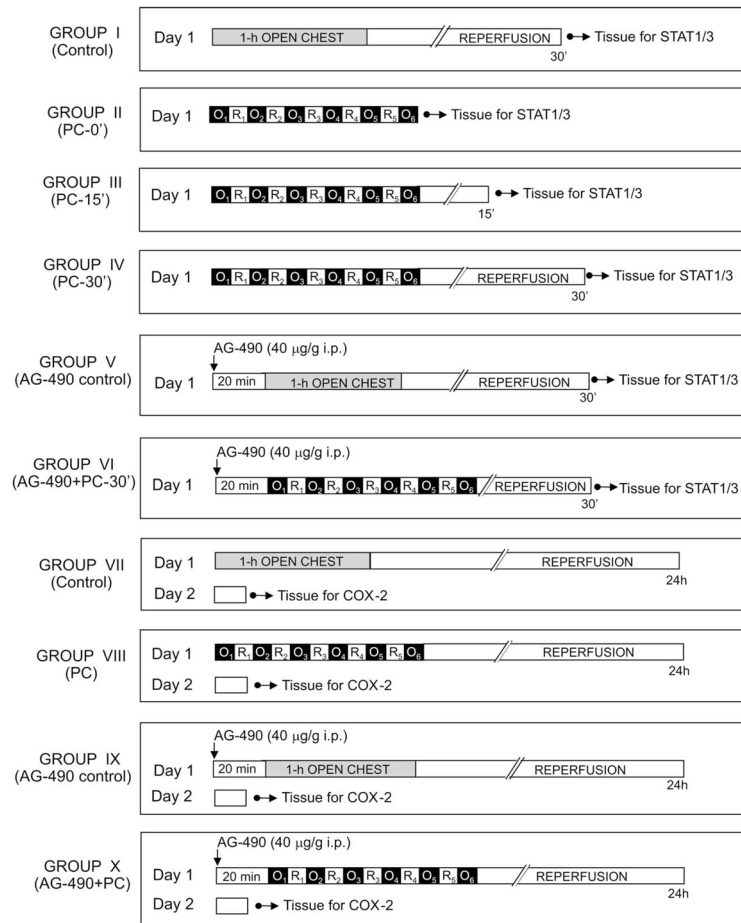 GROUP I
(Control)
Day 1
1-h OPEN CHEST
REPERFUSION
Tissue for STAT1/3
30'
GROUP II
(PC-0')
Day 1
O1 R1 O2 R2 O3 R3 O4 R4 O5 R5 O6
Tissue for STAT1/3
GROUP III
(PC-15')
Day 1
O1 R1 O2 R2 O3 R3 O4 R4 O5 R5 O6
Tissue for STAT1/3
15'
GROUP IV
(PC-30')
Day 1
O1 R1 O2 R2 O3 R3 O4 R4 O5 R5 O6
REPERFUSION
Tissue for STAT1/3
30'
GROUP V
(AG-490 control)
AG-490 (40 µg/g i.p.)
Day 1
20 min
1-h OPEN CHEST
REPERFUSION
Tissue for STAT1/3
30'
GROUP VI
(AG-490+PC-30')
AG-490 (40 µg/g i.p.)
Day 1
20 min
O1 R1 O2 R2 O3 R3 O4 R4 O5 R5 O6
REPERFUSION
Tissue for STAT1/3
30'
GROUP VII
(Control)
Day 1
1-h OPEN CHEST
REPERFUSION
24h
Day 2
Tissue for COX-2
GROUP VIII
(PC)
Day 1
O1 R1 O2 R2 O3 R3 O4 R4 O5 R5 O6
REPERFUSION
24h
Day 2
Tissue for COX-2
GROUP IX
(AG-490 control)
AG-490 (40 µg/g i.p.)
Day 1
20 min
1-h OPEN CHEST
REPERFUSION
24h
Day 2
Tissue for COX-2
GROUP X
(AG-490+PC)
AG-490 (40 µg/g i.p.)
Day 1
20 min
O1 R1 O2 R2 O3 R3 O4 R4 O5 R5 O6
REPERFUSION
24h
Day 2
Tissue for COX-2